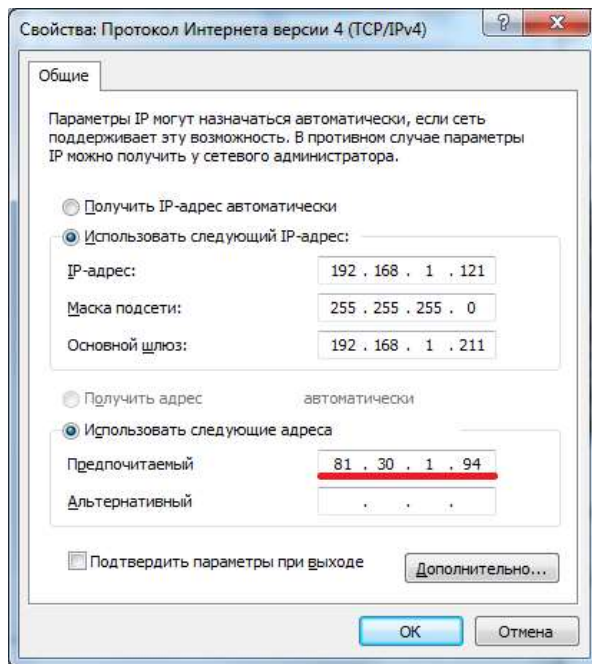 Свойства: Протокол Интернета версии 4 (TCP/IPv4)
Общие
Параметры IP могут назначаться автоматически, если сеть
поддерживает эту возможность. В противном случае параметры
IP можно получить у сетевого администратора.
Получить IP-адрес автоматически
Использовать следующий IP-адрес:
IP-адрес: 192 . 168 . 1 . 121
Маска подсети: 255 . 255 . 255 . 0
Основной шлюз: 192 . 168 . 1 . 211
Получить адрес автоматически
Использовать следующие адреса
Предпочитаемый 81 . 30 . 1 . 94
Альтернативный . . .
Подтвердить параметры при выходе
Дополнительно...
OK Отмена